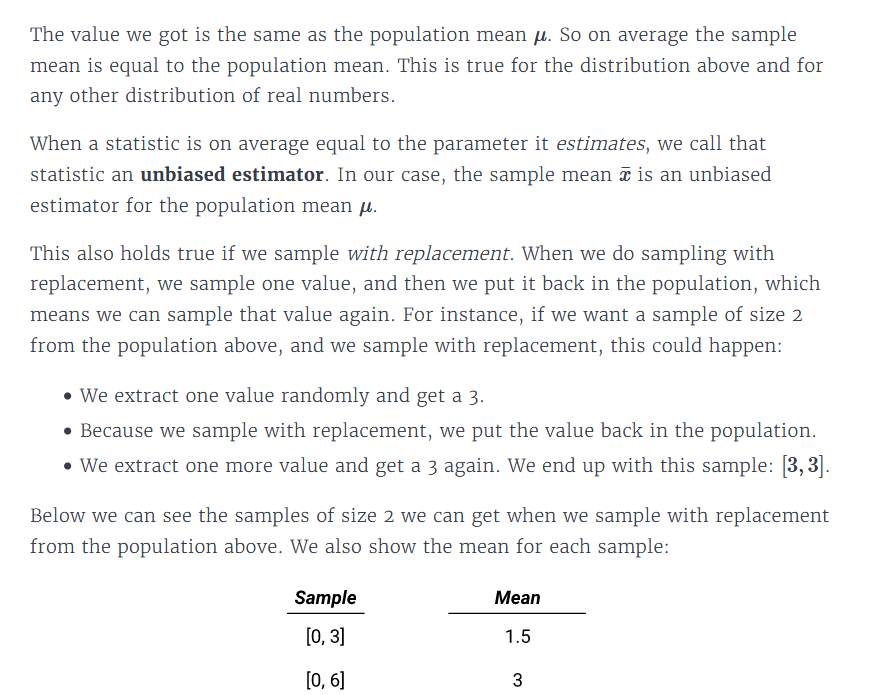 The value we got is the same as the population mean μ. So on average the sample
mean is equal to the population mean. This is true for the distribution above and for
any other distribution of real numbers.
When a statistic is on average equal to the parameter it estimates, we call that
statistic an unbiased estimator. In our case, the sample mean x̄ is an unbiased
estimator for the population mean μ.
This also holds true if we sample with replacement. When we do sampling with
replacement, we sample one value, and then we put it back in the population, which
means we can sample that value again. For instance, if we want a sample of size 2
from the population above, and we sample with replacement, this could happen:
• We extract one value randomly and get a 3.
• Because we sample with replacement, we put the value back in the population.
• We extract one more value and get a 3 again. We end up with this sample: [3, 3].
Below we can see the samples of size 2 we can get when we sample with replacement
from the population above. We also show the mean for each sample:
Sample Mean
[0, 3] 1.5
[0, 6] 3